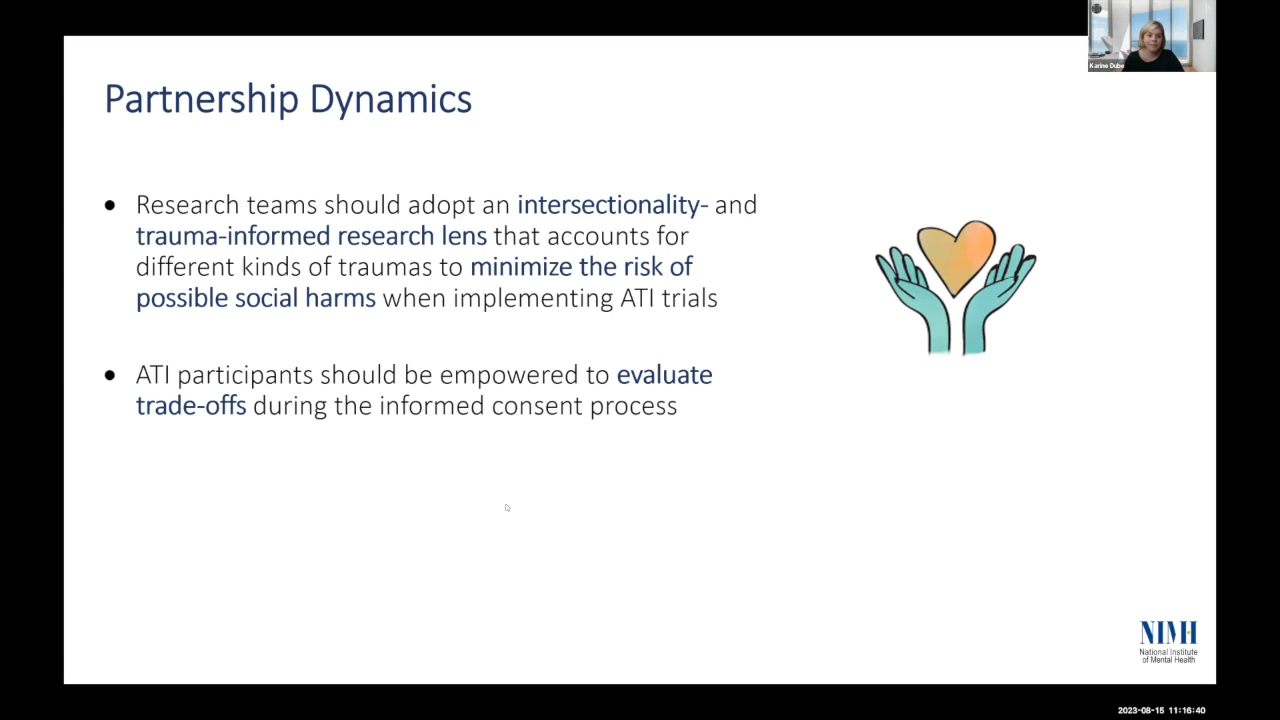 Karine Dube
Partnership Dynamics
• Research teams should adopt an intersectionality- and
trauma-informed research lens that accounts for
different kinds of traumas to minimize the risk of
possible social harms when implementing ATI trials
• ATI participants should be empowered to evaluate
trade-offs during the informed consent process
NIMH
National Institute
of Mental Health
2023-08-15 11:16:40